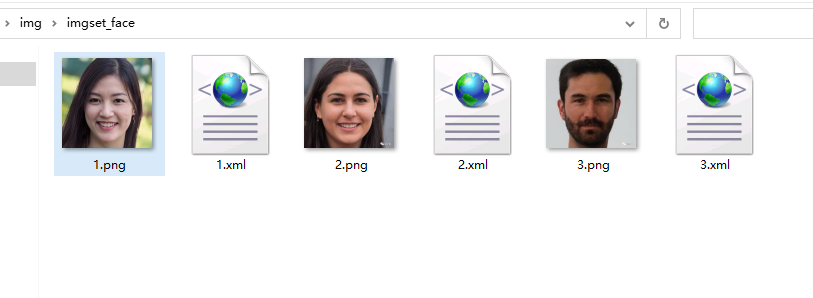 img > imgset_face
1.png
1.xml
2.png
2.xml
3.png
3.xml